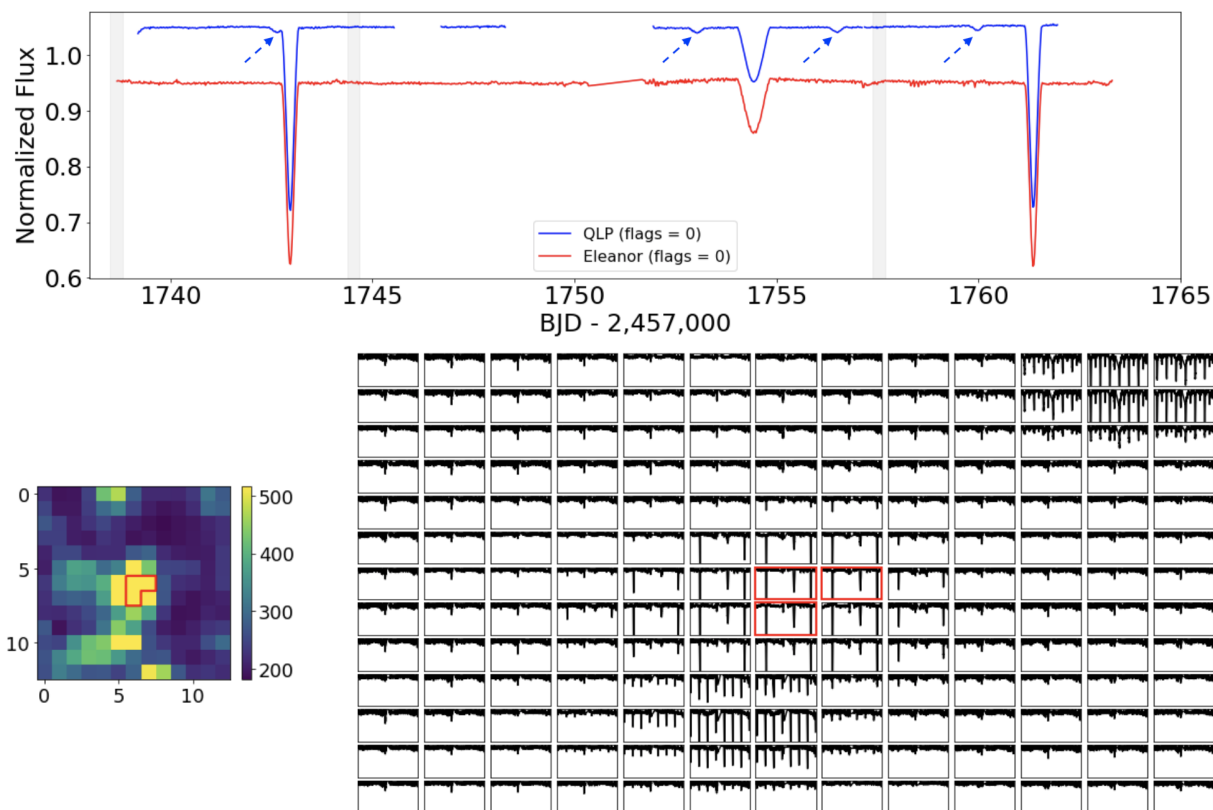 1.0
0.9
0.8
0.7
0.6
Normalized Flux
QLP (flags = 0)
Eleanor (flags = 0)
1740 1745 1750 1755 1760 1765
BJD - 2,457,000
0
5
10
0 5 10
500
400
300
200